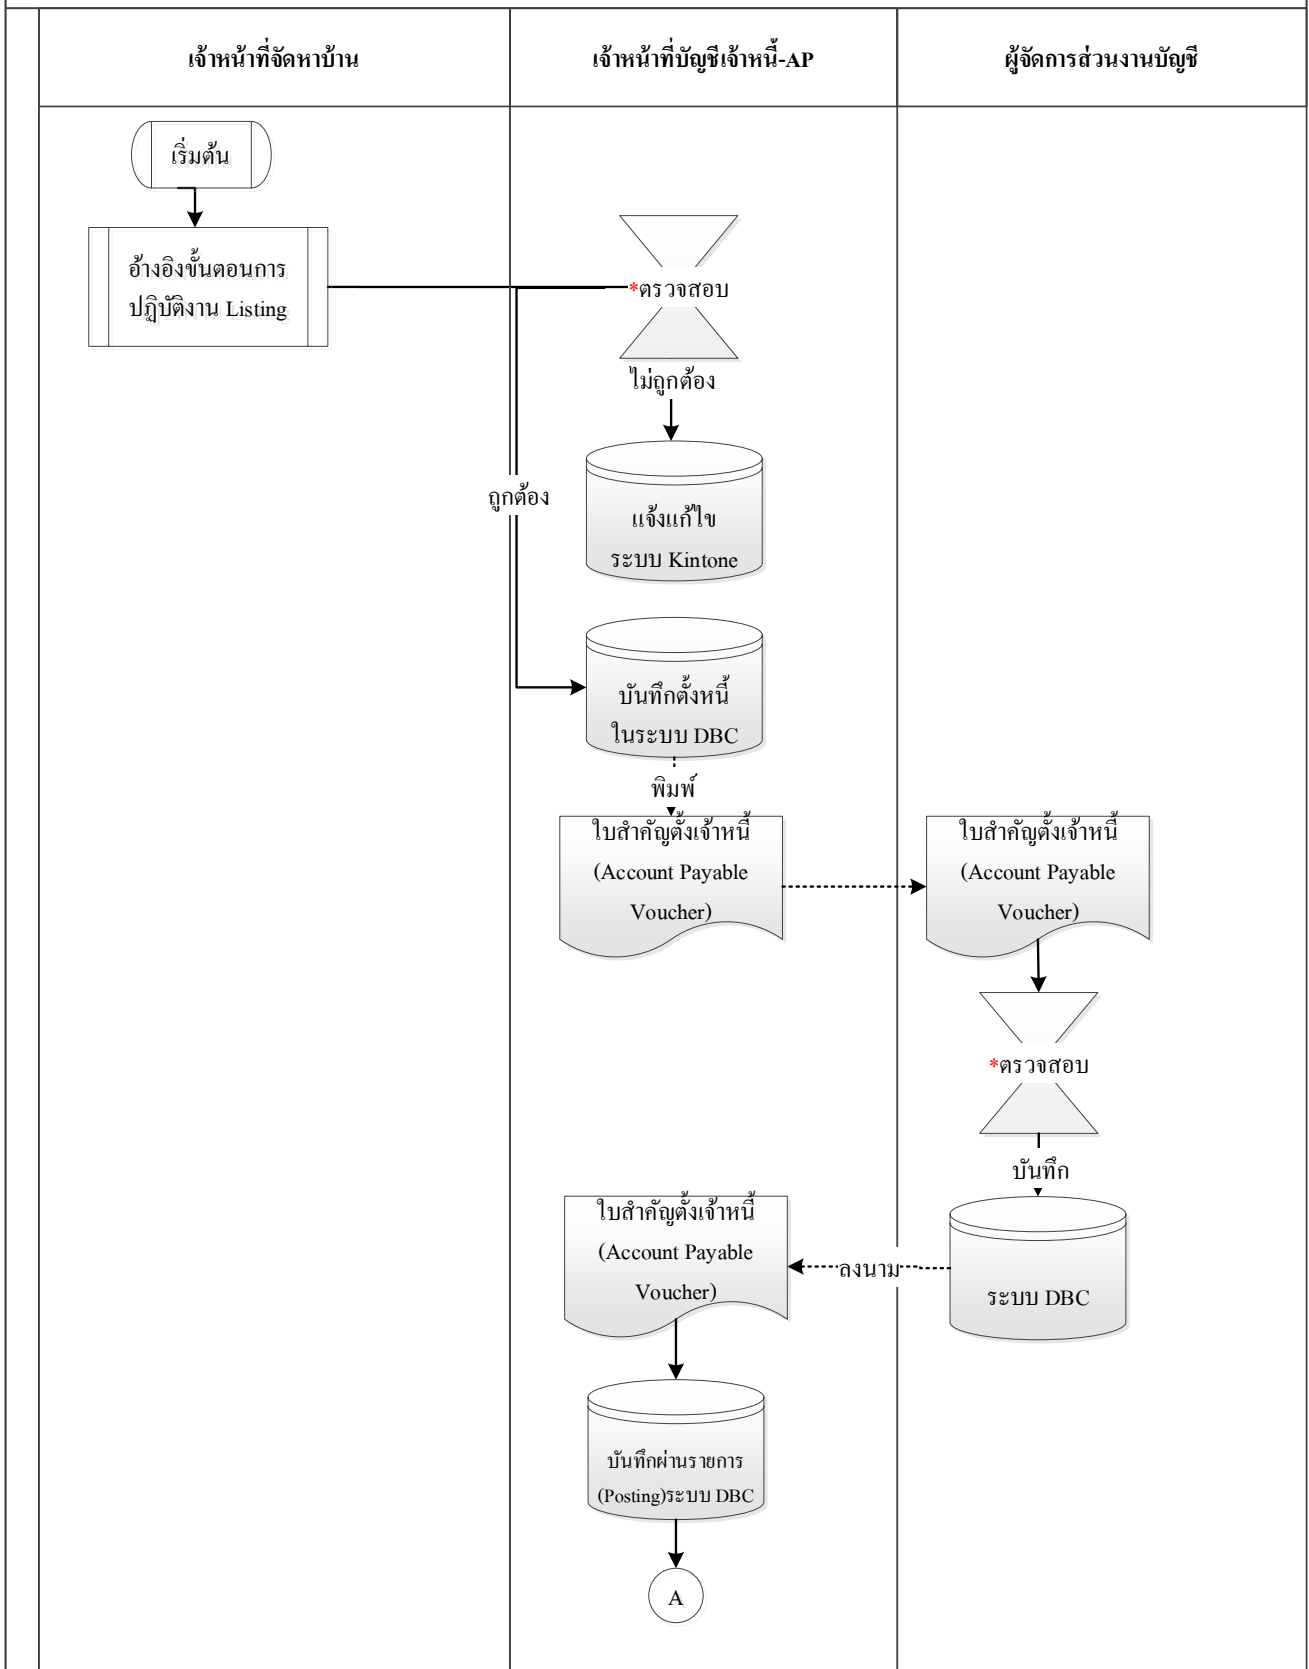 เจ้าหน้าที่จัดหาบ้าน
เจ้าหน้าที่บัญชีเจ้าหนี้-AP
ผู้จัดการส่วนงานบัญชี
เริ่มต้น
อ้างอิงขั้นตอนการ
ปฏิบัติงาน Listing
*ตรวจสอบ
ไม่ถูกต้อง
ถูกต้อง
แจ้งแก้ไข
ระบบ Kintone
บันทึกตั้งหนี้
ในระบบ DBC
พิมพ์
ใบสำคัญตั้งเจ้าหนี้
(Account Payable
Voucher)
ใบสำคัญตั้งเจ้าหนี้
(Account Payable
Voucher)
*ตรวจสอบ
บันทึก
ระบบ DBC
ลงนาม
ใบสำคัญตั้งเจ้าหนี้
(Account Payable
Voucher)
บันทึกผ่านรายการ
(Posting)ระบบ DBC
A